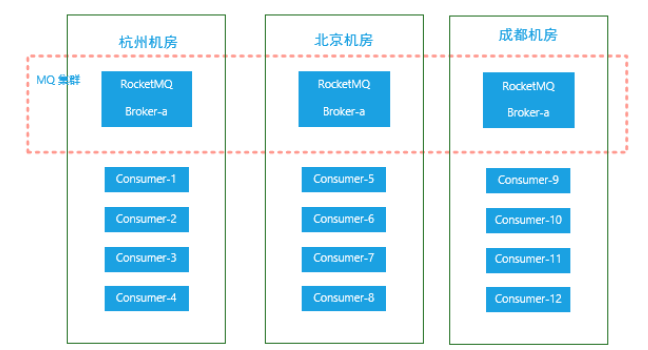 杭州机房
北京机房
成都机房
MQ 集群
RocketMQ
Broker-a
RocketMQ
Broker-a
RocketMQ
Broker-a
Consumer-1
Consumer-2
Consumer-3
Consumer-4
Consumer-5
Consumer-6
Consumer-7
Consumer-8
Consumer-9
Consumer-10
Consumer-11
Consumer-12